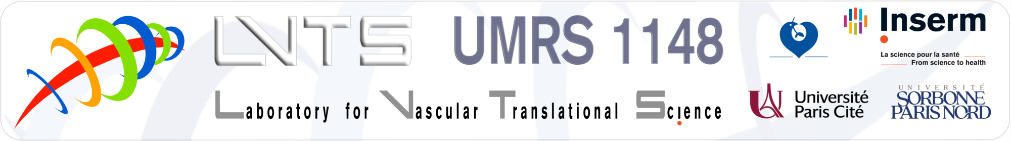 LVTS UMRS 1148
Laboratory for Vascular Translational Science
Inserm
La science pour la santé
From science to health
Université
Paris Cité
UNIVERSITÉ
SORBONNE
PARIS NORD